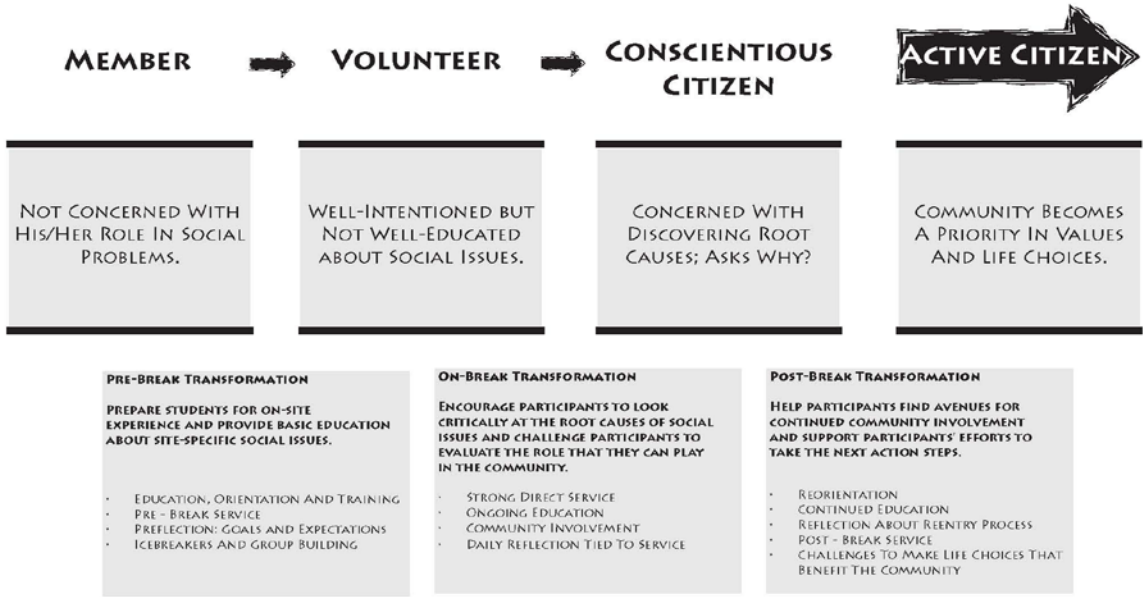 MEMBER
VOLUNTEER
CONSCIENTIOUS
CITIZEN
ACTIVE CITIZEN
NOT CONCERNED WITH
HIS/HER ROLE IN SOCIAL
PROBLEMS.
WELL-INTENTIONED BUT
NOT WELL-EDUCATED
ABOUT SOCIAL ISSUES.
CONCERNED WITH
DISCOVERING ROOT
CAUSES; ASKS WHY?
COMMUNITY BECOMES
A PRIORITY IN VALUES
AND LIFE CHOICES.
PRE-BREAK TRANSFORMATION
PREPARE STUDENTS FOR ON-SITE
EXPERIENCE AND PROVIDE BASIC EDUCATION
ABOUT SITE-SPECIFIC SOCIAL ISSUES.
• EDUCATION, ORIENTATION AND TRAINING
• PRE - BREAK SERVICE
• PREFLECTION: GOALS AND EXPECTATIONS
• ICEBREAKERS AND GROUP BUILDING
ON-BREAK TRANSFORMATION
ENCOURAGE PARTICIPANTS TO LOOK
CRITICALLY AT THE ROOT CAUSES OF SOCIAL
ISSUES AND CHALLENGE PARTICIPANTS TO
EVALUATE THE ROLE THAT THEY CAN PLAY
IN THE COMMUNITY.
• STRONG DIRECT SERVICE
• ONGOING EDUCATION
• COMMUNITY INVOLVEMENT
• DAILY REFLECTION TIED TO SERVICE
POST-BREAK TRANSFORMATION
HELP PARTICIPANTS FIND AVENUES FOR
CONTINUED COMMUNITY INVOLVEMENT
AND SUPPORT PARTICIPANTS' EFFORTS TO
TAKE THE NEXT ACTION STEPS.
• REORIENTATION
• CONTINUED EDUCATION
• REFLECTION ABOUT REENTRY PROCESS
• POST - BREAK SERVICE
• CHALLENGES TO MAKE LIFE CHOICES THAT
BENEFIT THE COMMUNITY